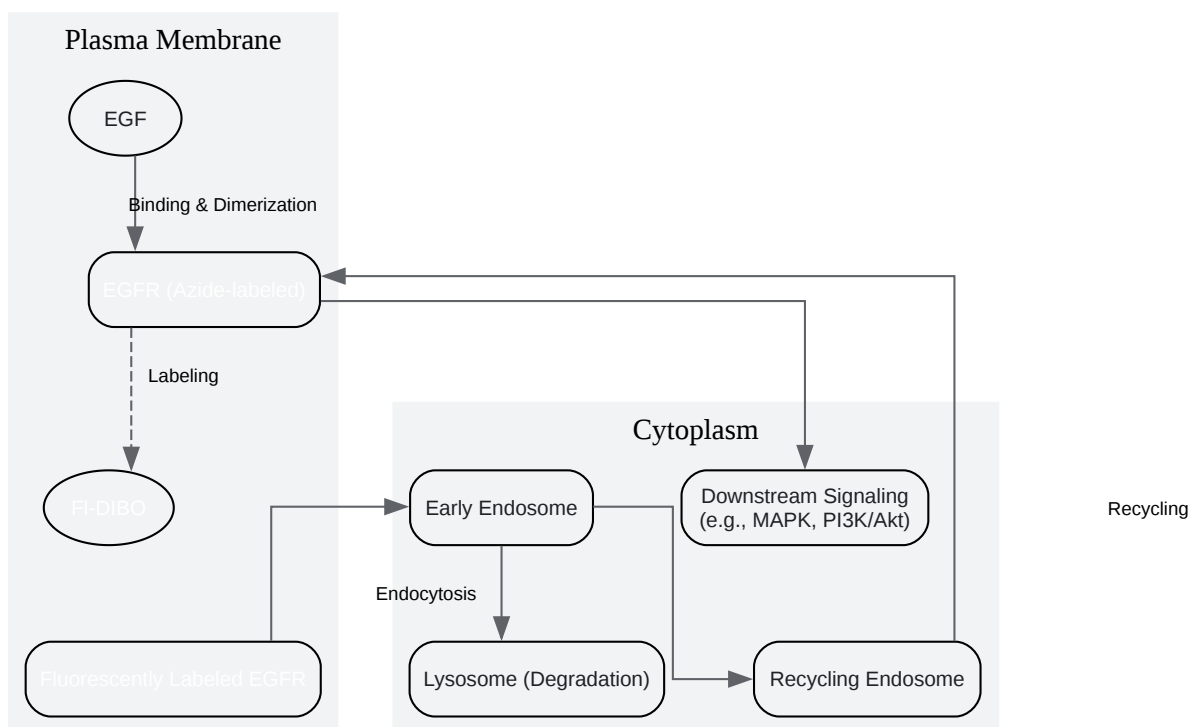 Plasma Membrane
EGF
Binding & Dimerization
EGFR (Azide-labeled)
Labeling
Cytoplasm
Fl-DIBO
Early Endosome
Downstream Signaling
(e.g., MAPK, PI3K/Akt)
Recycling
Endocytosis
Fluorescently Labeled EGFR
Lysosome (Degradation)
Recycling Endosome